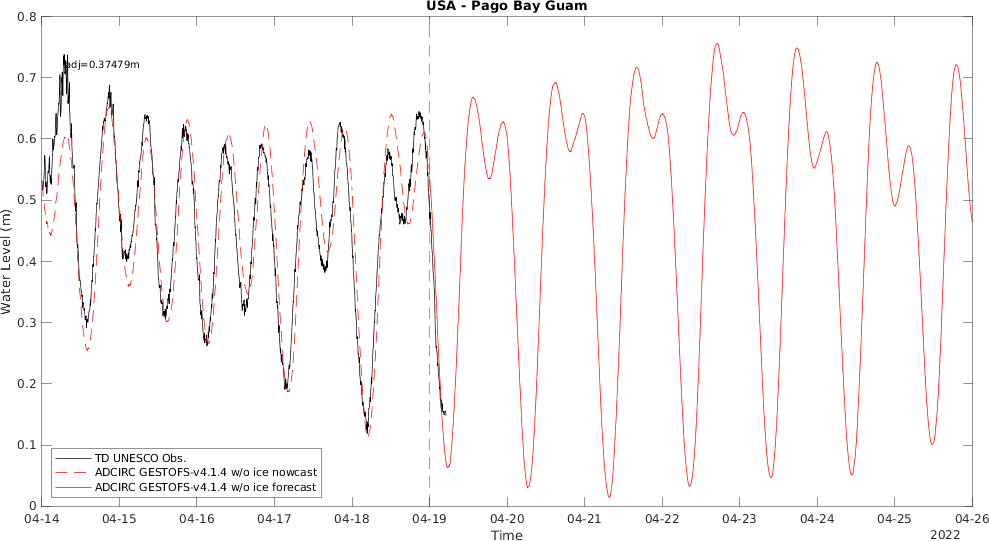 USA - Pago Bay Guam
adj=0.37479m
Water Level (m)
0.8
0.7
0.6
0.5
0.4
0.3
0.2
0.1
0
TD UNESCO Obs.
ADCIRC GESTOFS-v4.1.4 w/o ice nowcast
ADCIRC GESTOFS-v4.1.4 w/o ice forecast
04-14 04-15 04-16 04-17 04-18 04-19 04-20 04-21 04-22 04-23 04-24 04-25 04-26
Time
2022